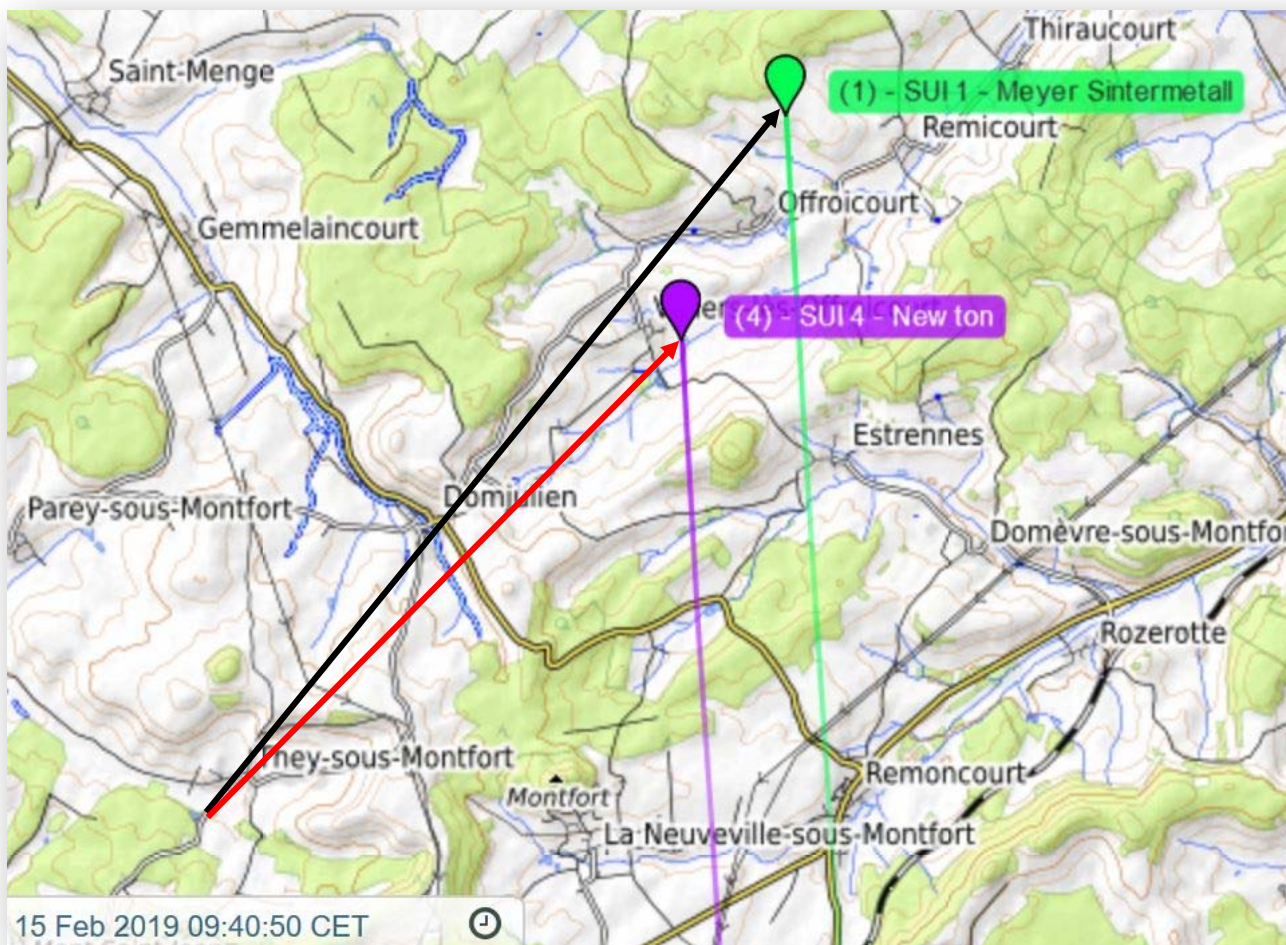 Thiraucourt
Saint-Menge
(1) - SUI 1 - Meyer Sintermetall
Remicourt
Offroicourt
Gemmelaincourt
(4) - SUI 4 - New ton
Estrennes
Domjulien
Parey-sous-Montfort
Domèvre-sous-Montfo
Rozerotte
ney-sous-Montfort
Remoncourt
Montfort
La Neuveville-sous-Montfort
15 Feb 2019 09:40:50 CET